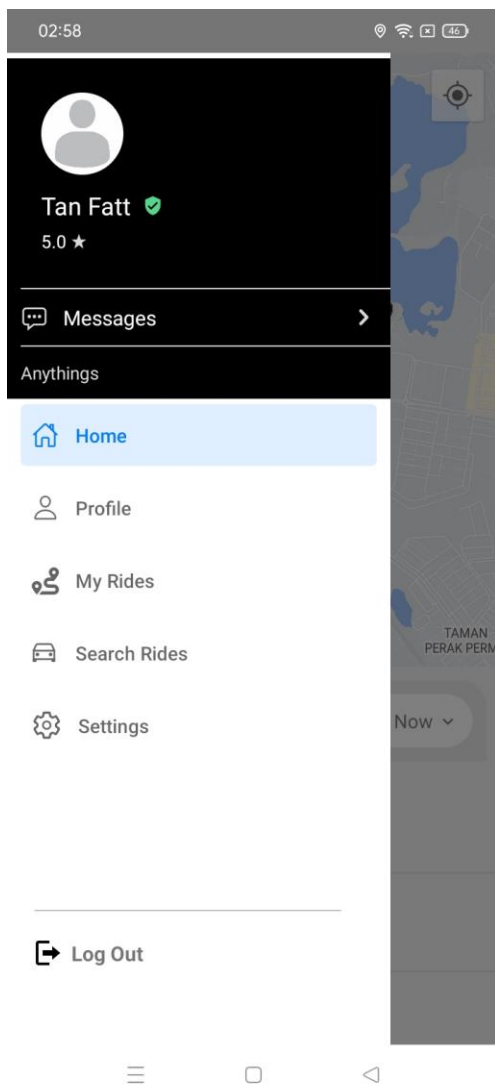 02:58
46
Tan Fatt
5.0 ★
Messages
Anythings
Home
Profile
My Rides
Search Rides
Settings
Log Out
TAMAN
PERAK PERM
Now